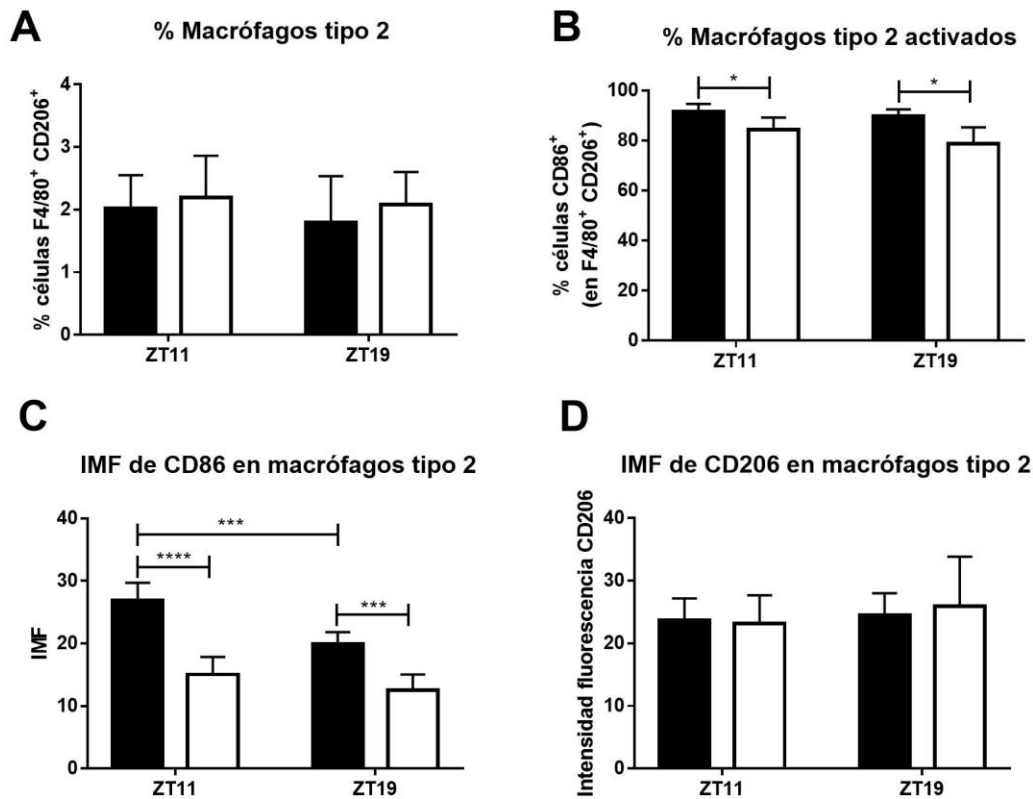 A
% Macrófagos tipo 2
% células F4/80⁺ CD206⁺
4
3
2
1
0
ZT11
ZT19
B
% Macrófagos tipo 2 activados
% células CD86⁺
(en F4/80⁺ CD206⁺)
100
80
60
40
20
0
*
*
ZT11
ZT19
C
IMF de CD86 en macrófagos tipo 2
IMF
40
30
20
10
0
***
****
***
ZT11
ZT19
D
IMF de CD206 en macrófagos tipo 2
Intensidad fluorescencia CD206
40
30
20
10
0
ZT11
ZT19